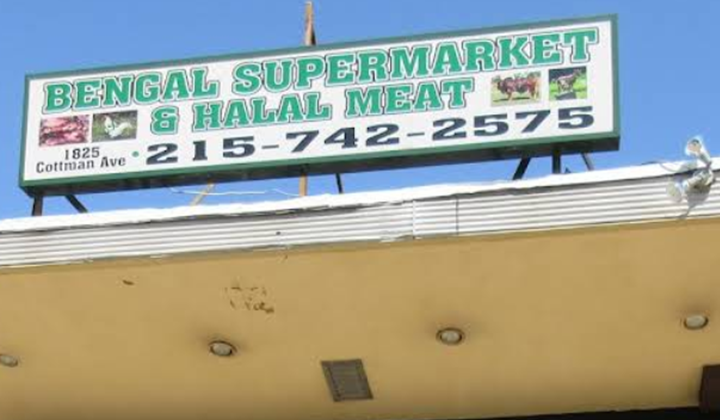 BENGAL SUPERMARKET
& HALAL MEAT
1825
Cottman Ave • 215-742-2575